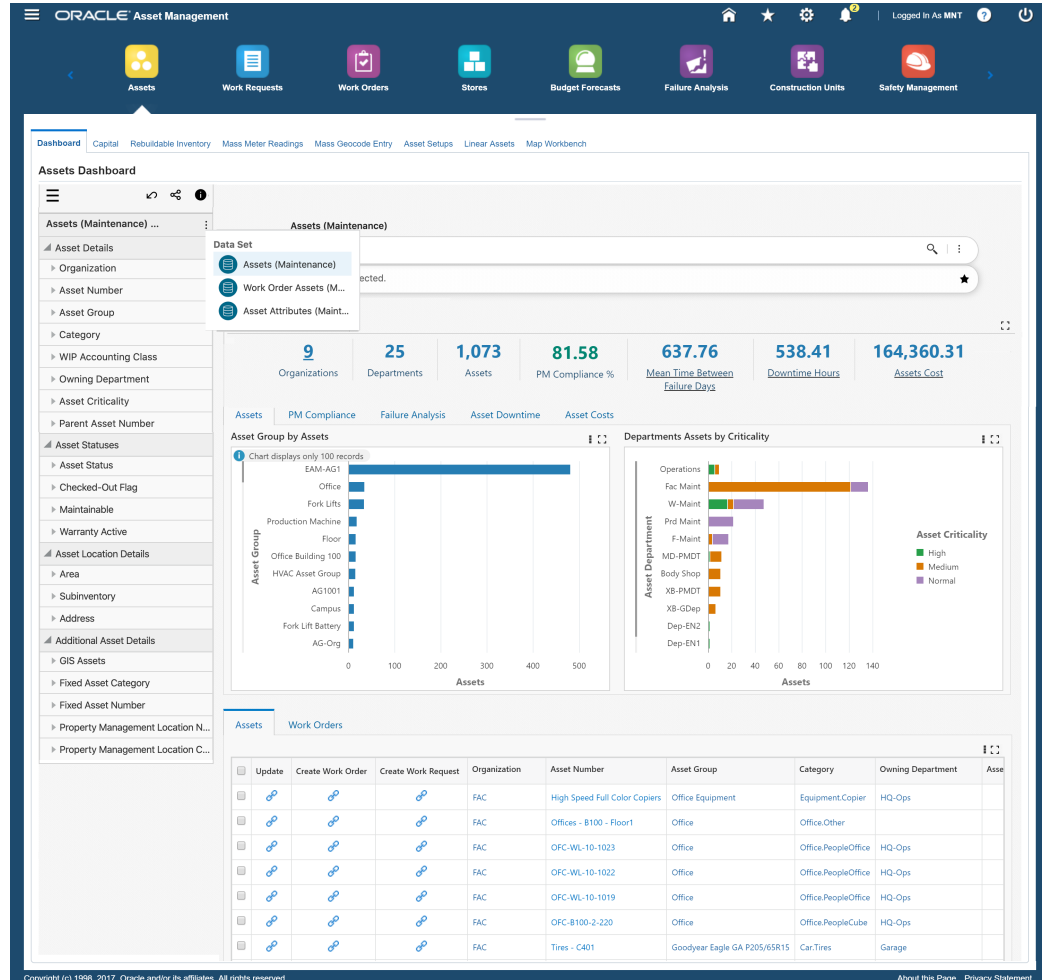 ORACLE Asset Management
2
Logged In As MNT
?
Assets
Work Requests
Work Orders
Stores
Budget Forecasts
Failure Analysis
Construction Units
Safety Management
Dashboard
Capital
Rebuildable Inventory
Mass Meter Readings
Mass Geocode Entry
Asset Setups
Linear Assets
Map Workbench
Assets Dashboard
Assets (Maintenance) ...
Asset Details
Organization
Asset Number
Asset Group
Category
WIP Accounting Class
Owning Department
Asset Criticality
Parent Asset Number
Asset Statuses
Asset Status
Checked-Out Flag
Maintainable
Warranty Active
Asset Location Details
Area
Subinventory
Address
Additional Asset Details
GIS Assets
Fixed Asset Category
Fixed Asset Number
Property Management Location N...
Property Management Location C...
Data Set
Assets (Maintenance)
Work Order Assets (M...
Asset Attributes (Maint...
Assets (Maintenance)
ected.
9
Organizations
25
Departments
1,073
Assets
81.58
PM Compliance %
637.76
Mean Time Between
Failure Days
538.41
Downtime Hours
164,360.31
Assets Cost
Assets
PM Compliance
Failure Analysis
Asset Downtime
Asset Costs
Asset Group by Assets
Chart displays only 100 records
Asset Group
EAM-AG1
Office
Fork Lifts
Production Machine
Floor
Office Building 100
HVAC Asset Group
AG1001
Campus
Fork Lift Battery
AG-Org
0 100 200 300 400 500
Assets
Departments Assets by Criticality
Asset Department
Operations
Fac Maint
W-Maint
Prd Maint
F-Maint
MD-PMDT
Body Shop
XB-PMDT
XB-GDep
Dep-EN2
Dep-EN1
0 20 40 60 80 100 120 140
Assets
Asset Criticality
High
Medium
Normal
Assets
Work Orders
Update Create Work Order Create Work Request Organization Asset Number Asset Group Category Owning Department Asse
FAC High Speed Full Color Copiers Office Equipment Equipment.Copier HQ-Ops
FAC Offices - B100 - Floor1 Office Office.Other
FAC OFC-WL-10-1023 Office Office.PeopleOffice HQ-Ops
FAC OFC-WL-10-1022 Office Office.PeopleOffice HQ-Ops
FAC OFC-WL-10-1019 Office Office.PeopleOffice HQ-Ops
FAC OFC-B100-2-220 Office Office.PeopleCube HQ-Ops
FAC Tires - C401 Goodyear Eagle GA P205/65R15 Car.Tires Garage
Copyright (c) 1998, 2017, Oracle and/or its affiliates. All rights reserved.
About this Page Privacy Statement